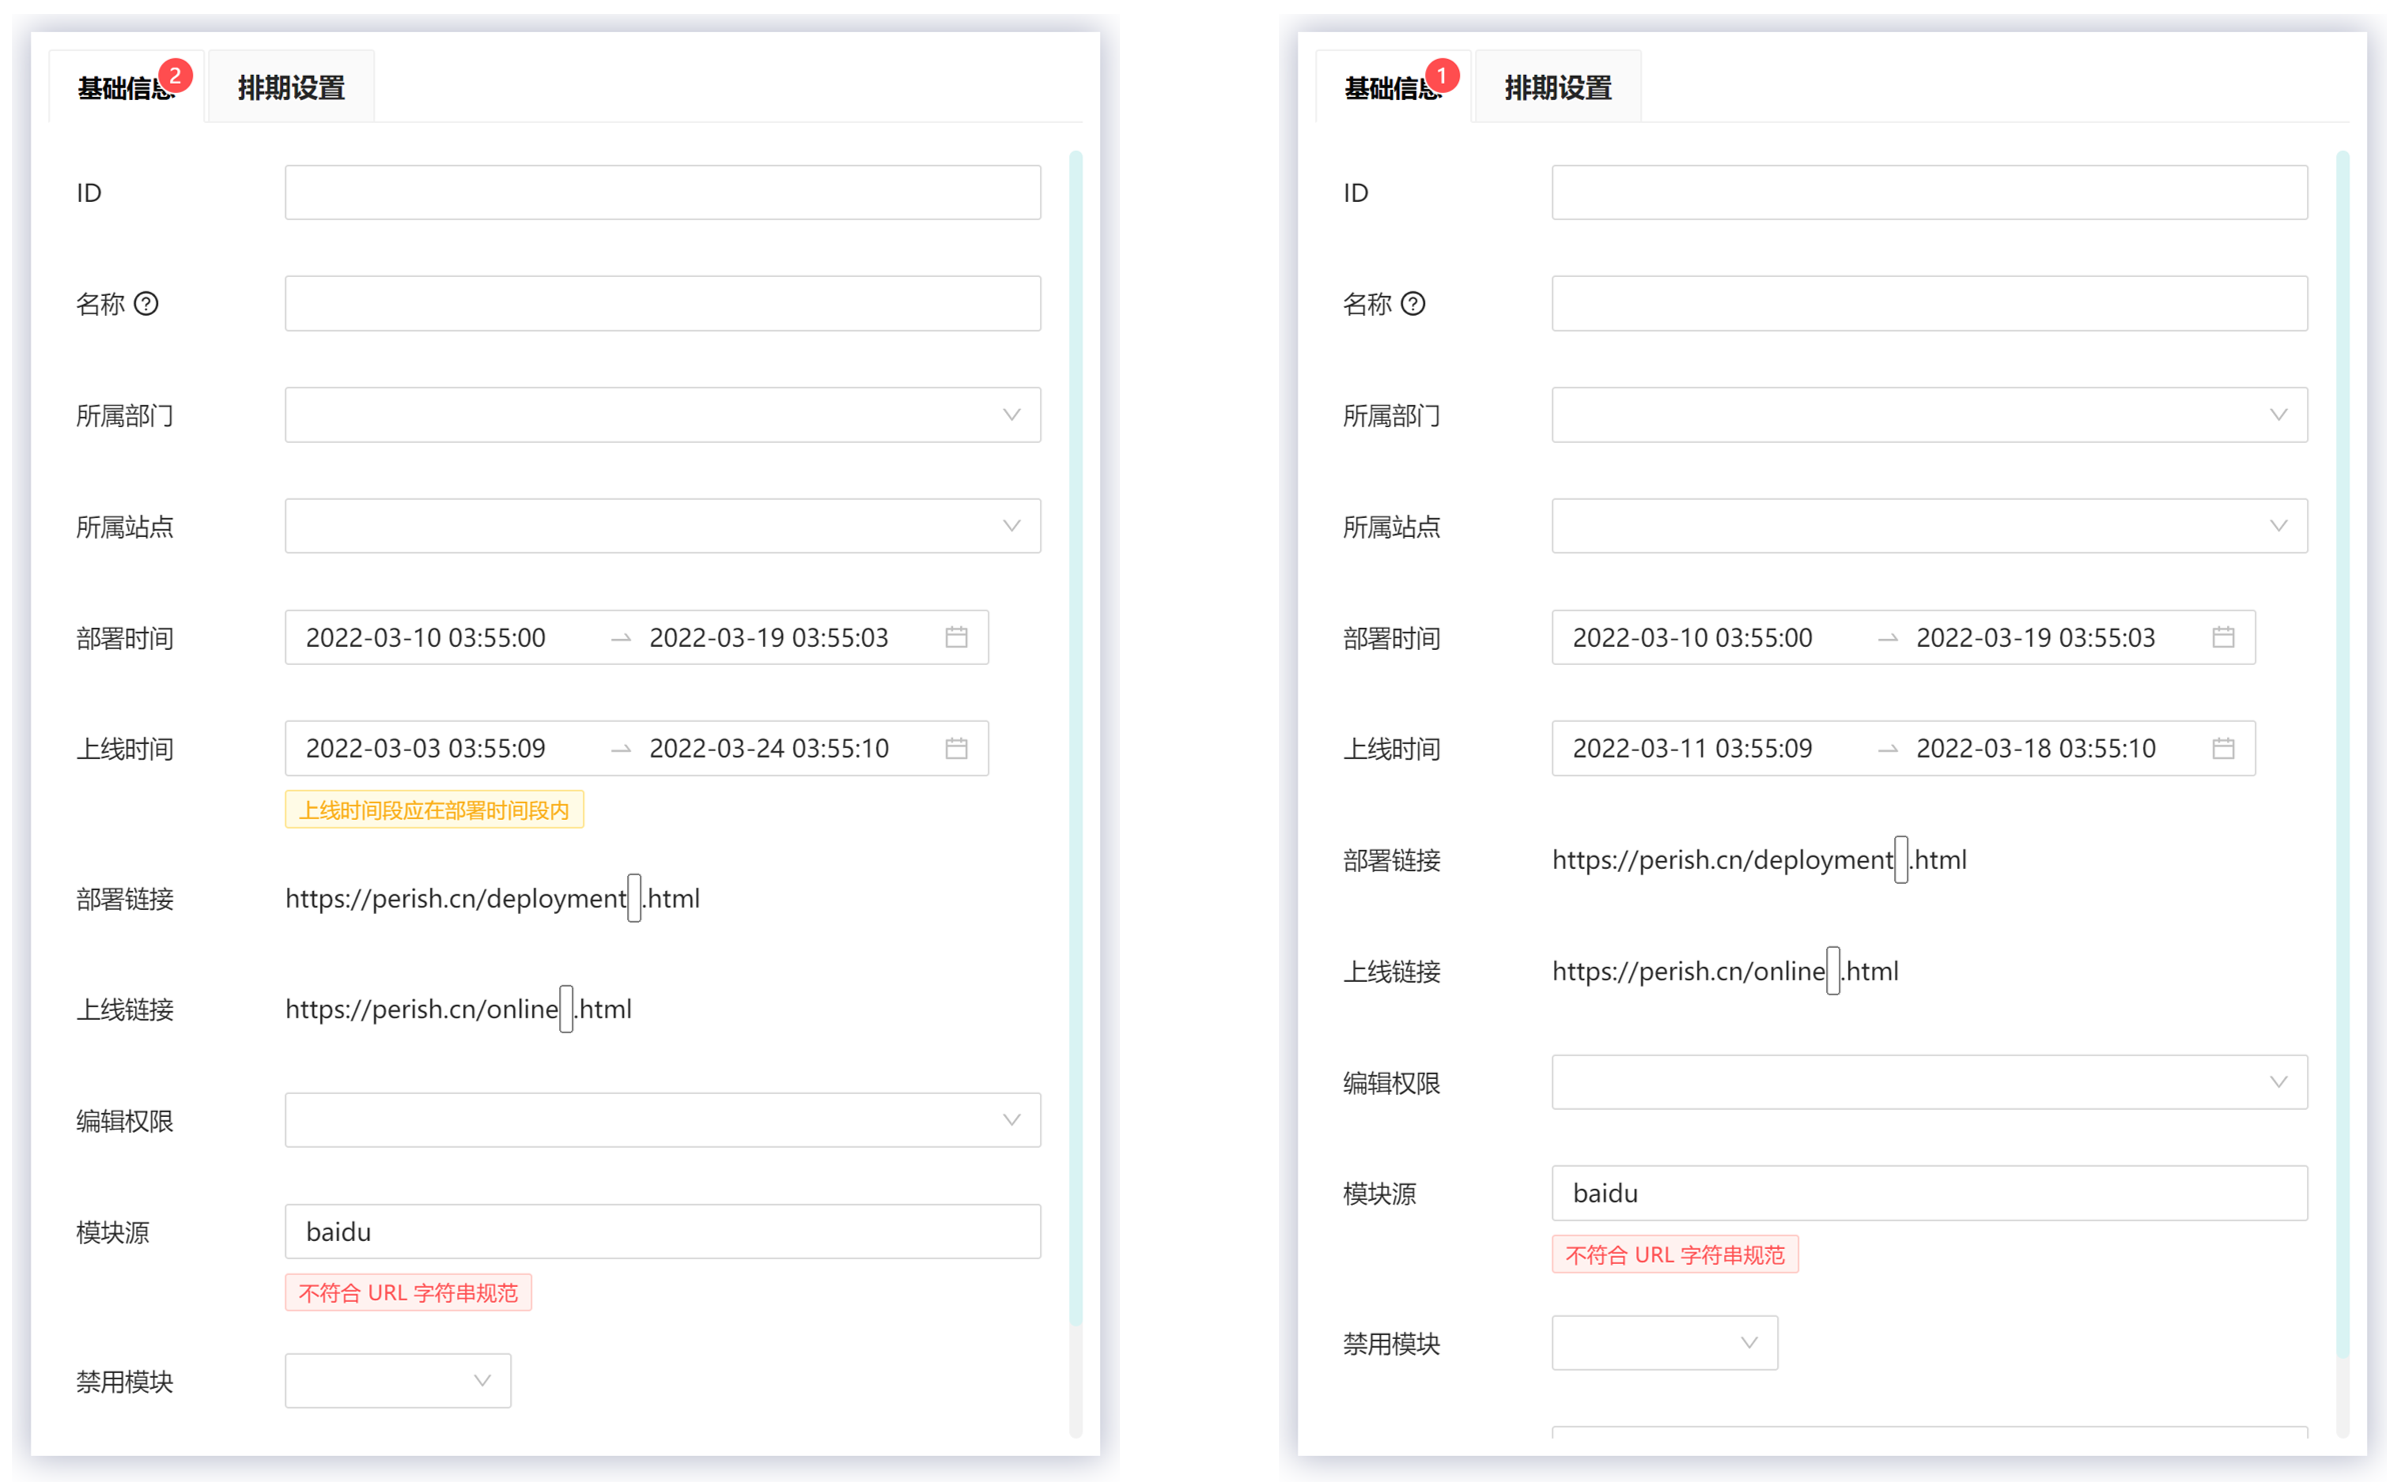 基础信息 2 排期设置
ID
名称
所属部门
所属站点
部署时间 2022-03-10 03:55:00 2022-03-19 03:55:03
上线时间 2022-03-03 03:55:09 2022-03-24 03:55:10
上线时间段应在部署时间段内
部署链接 https://perish.cn/deployment .html
上线链接 https://perish.cn/online .html
编辑权限
模块源 baidu
不符合 URL 字符串规范
禁用模块
基础信息 1 排期设置
ID
名称
所属部门
所属站点
部署时间 2022-03-10 03:55:00 2022-03-19 03:55:03
上线时间 2022-03-11 03:55:09 2022-03-18 03:55:10
部署链接 https://perish.cn/deployment .html
上线链接 https://perish.cn/online .html
编辑权限
模块源 baidu
不符合 URL 字符串规范
禁用模块